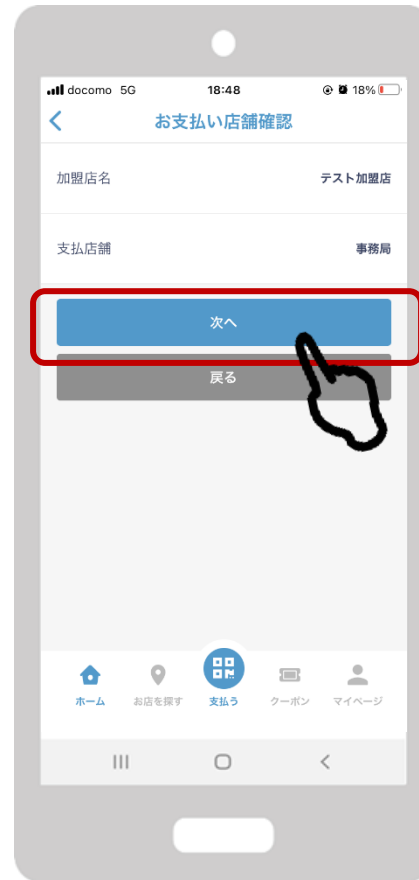 docomo 5G 18:48 18%
お支払い店舗確認
加盟店名 テスト加盟店
支払店舗 事務局
次へ
戻る
ホーム お店を探す 支払う クーポン マイページ